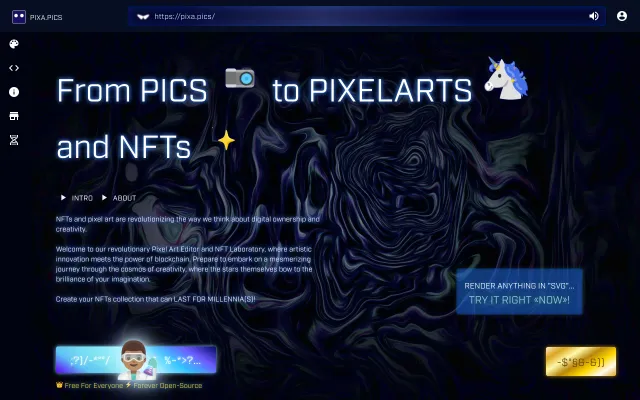 PIXA.PICS
https://pixa.pics/
From PICS to PIXELARTS
and NFTs
INTRO ABOUT
NFTs and pixel art are revolutionizing the way we think about digital ownership and
creativity.
Welcome to our revolutionary Pixel Art Editor and NFT Laboratory, where artistic
innovation meets the power of blockchain. Prepare to embark on a mesmerizing
journey through the cosmos of creativity, where the stars themselves bow to the
brilliance of your imagination.
Create your NFTs collection that can LAST FOR MILLENNIA(S)!
RENDER ANYTHING IN "SVG"...
TRY IT RIGHT «NOW»!
Free For Everyone Forever Open-Source